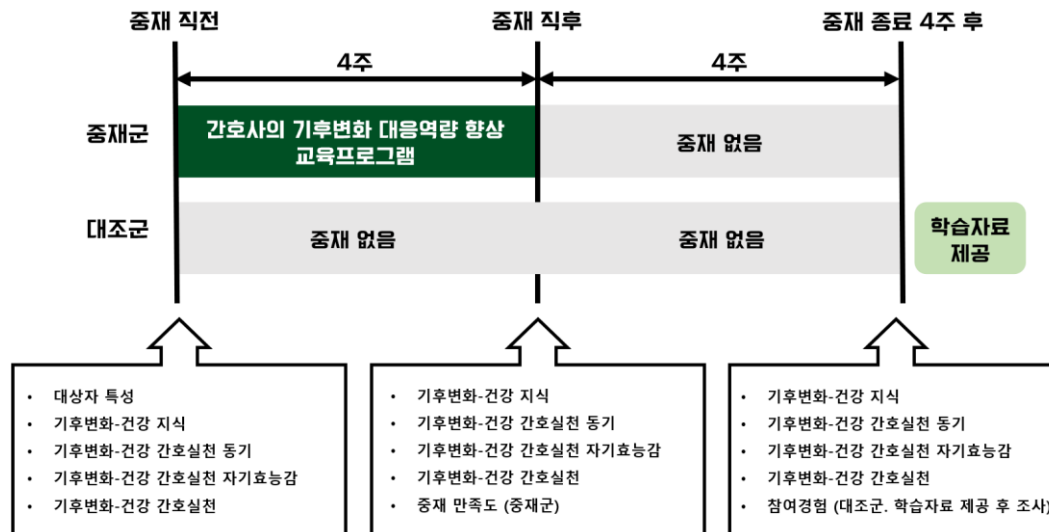 중재 직전
중재 직후
중재 종료 4주 후
4주
4주
중재군
간호사의 기후변화 대응역량 향상
교육프로그램
중재 없음
대조군
중재 없음
중재 없음
학습자료
제공
• 대상자 특성
• 기후변화-건강 지식
• 기후변화-건강 간호실천 동기
• 기후변화-건강 간호실천 자기효능감
• 기후변화-건강 간호실천
• 기후변화-건강 지식
• 기후변화-건강 간호실천 동기
• 기후변화-건강 간호실천 자기효능감
• 기후변화-건강 간호실천
• 중재 만족도 (중재군)
• 기후변화-건강 지식
• 기후변화-건강 간호실천 동기
• 기후변화-건강 간호실천 자기효능감
• 기후변화-건강 간호실천
• 참여경험 (대조군. 학습자료 제공 후 조사)